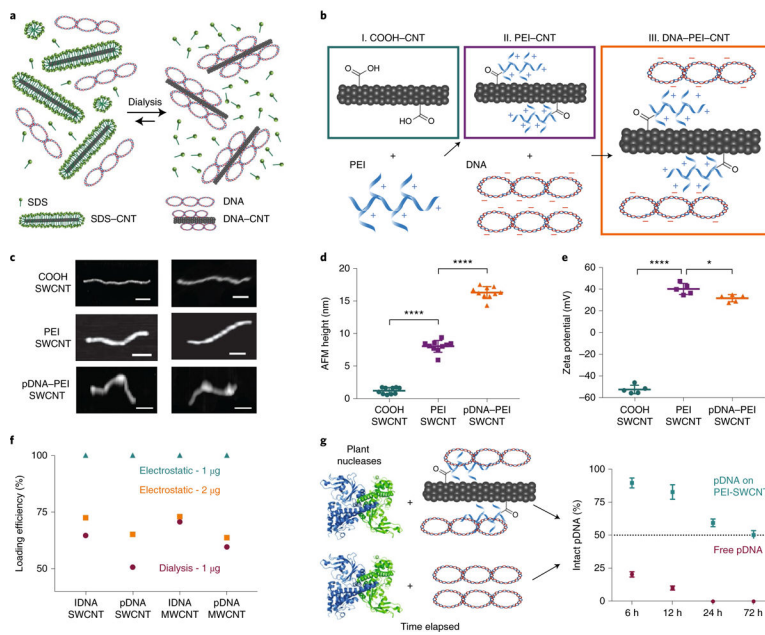 a
Dialysis
SDS
SDS–CNT
DNA
DNA–CNT
b
I. COOH–CNT
II. PEI–CNT
III. DNA–PEI–CNT
O
OH
HO
O
O
O
O
O
PEI
+
DNA
+
c
COOH
SWCNT
PEI
SWCNT
pDNA–PEI
SWCNT
d
AFM height (nm)
20
15
10
5
0
****
****
COOH
SWCNT
PEI
SWCNT
pDNA–PEI
SWCNT
e
Zeta potential (mV)
60
40
20
0
–20
–40
–60
****
*
COOH
SWCNT
PEI
SWCNT
pDNA–PEI
SWCNT
f
Loading efficiency (%)
100
75
50
Electrostatic - 1 μg
Electrostatic - 2 μg
Dialysis - 1 μg
lDNA
SWCNT
pDNA
SWCNT
lDNA
MWCNT
pDNA
MWCNT
g
Plant
nucleases
+
O
O
+
Time elapsed
Intact pDNA (%)
100
50
0
pDNA on
PEI-SWCNT
Free pDNA
6 h
12 h
24 h
72 h